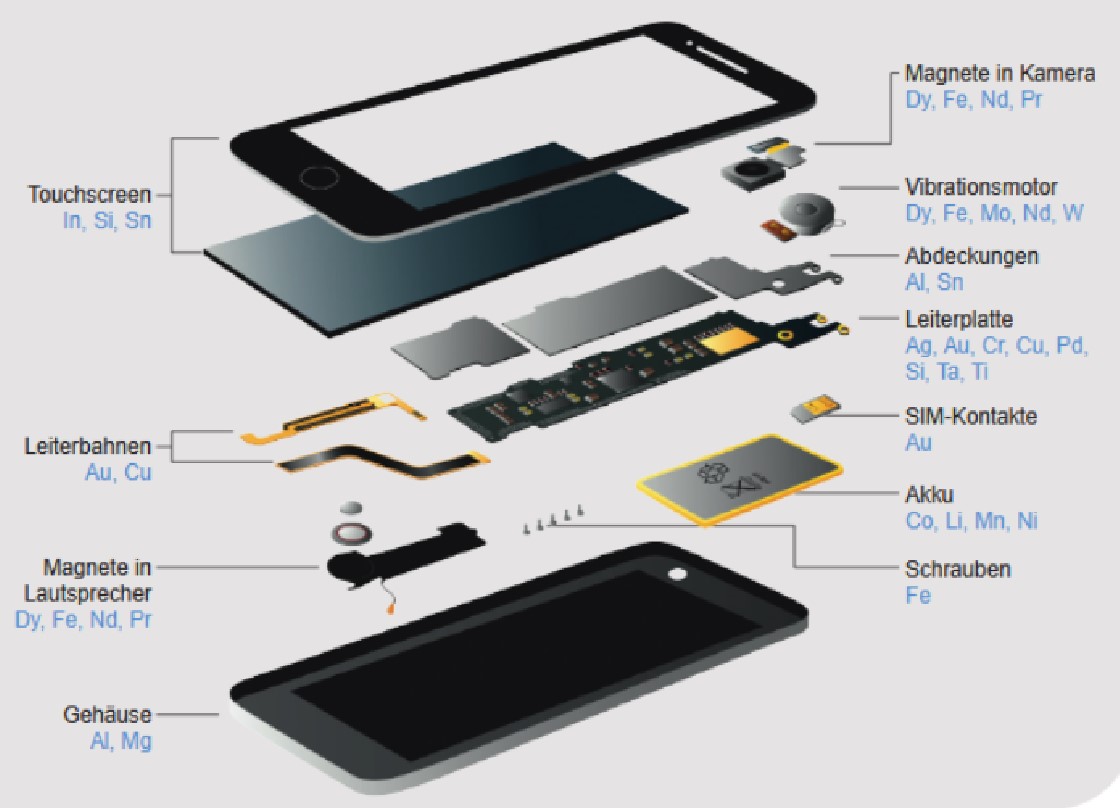 Magnete in Kamera
Dy, Fe, Nd, Pr
Touchscreen
In, Si, Sn
Vibrationsmotor
Dy, Fe, Mo, Nd, W
Abdeckungen
Al, Sn
Leiterplatte
Ag, Au, Cr, Cu, Pd,
Si, Ta, Ti
SIM-Kontakte
Au
Leiterbahnen
Au, Cu
Akku
Co, Li, Mn, Ni
Magnete in
Lautsprecher
Dy, Fe, Nd, Pr
Schrauben
Fe
Gehäuse
Al, Mg